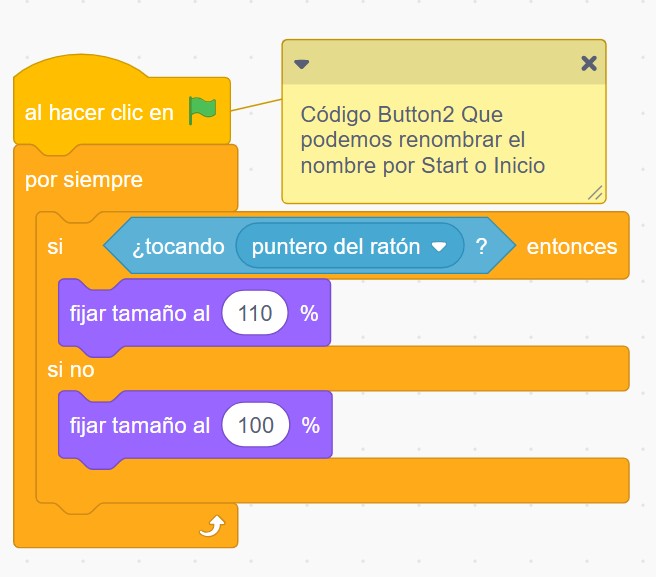 al hacer clic en
Código Button2 Que
podemos renombrar el
nombre por Start o Inicio
por siempre
si ¿tocando puntero del ratón ? entonces
fijar tamaño al 110 %
si no
fijar tamaño al 100 %